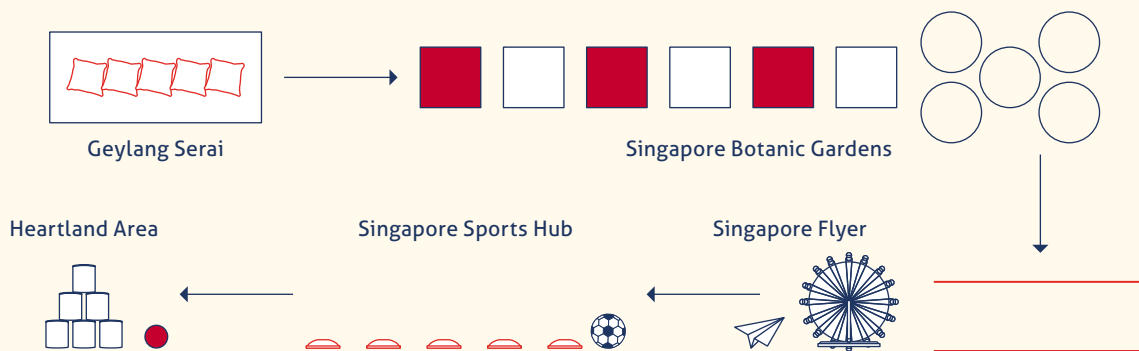 Geylang Serai
Singapore Botanic Gardens
Heartland Area
Singapore Sports Hub
Singapore Flyer